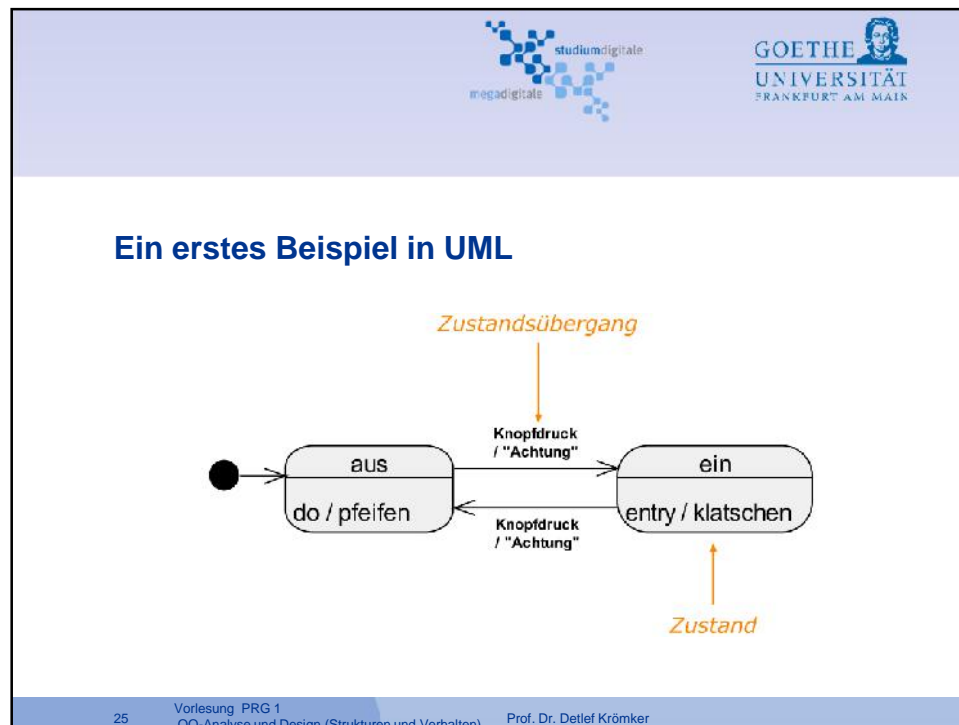 studiumdigitale
megadigitale
GOETHE
UNIVERSITÄT
FRANKFURT AM MAIN
Ein erstes Beispiel in UML
Zustandsübergang
Knopfdruck
/ "Achtung"
aus
ein
do / pfeifen
entry / klatschen
Knopfdruck
/ "Achtung"
Zustand
25
Vorlesung PRG 1
OO-Analyse und Design (Strukturen und Verhalten)
Prof. Dr. Detlef Krömker